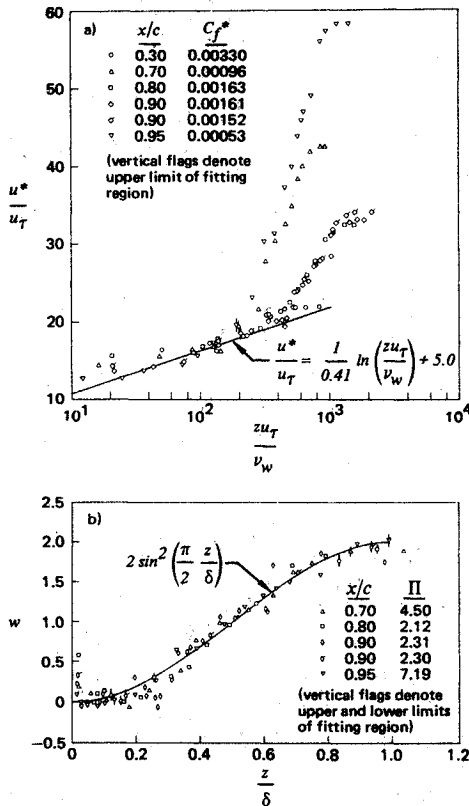 a)
x/c C_f*
○ 0.30 0.00330
△ 0.70 0.00096
□ 0.80 0.00163
◇ 0.90 0.00161
○ 0.90 0.00152
▽ 0.95 0.00053
(vertical flags denote
upper limit of fitting
region)
60
50
40
30
20
10
u*/u_τ
u*/u_τ = 1/0.41 ln (zu_τ/ν_w) + 5.0
10^1 10^2 10^3 10^4
zu_τ/ν_w
b)
2 sin^2 (π/2 z/δ)
x/c Π
△ 0.70 4.50
□ 0.80 2.12
◇ 0.90 2.31
○ 0.90 2.30
▽ 0.95 7.19
(vertical flags denote
upper and lower limits
of fitting region)
2.0
1.5
w 1.0
0.5
0
−0.5
0 0.2 0.4 0.6 0.8 1.0 1.2
z/δ